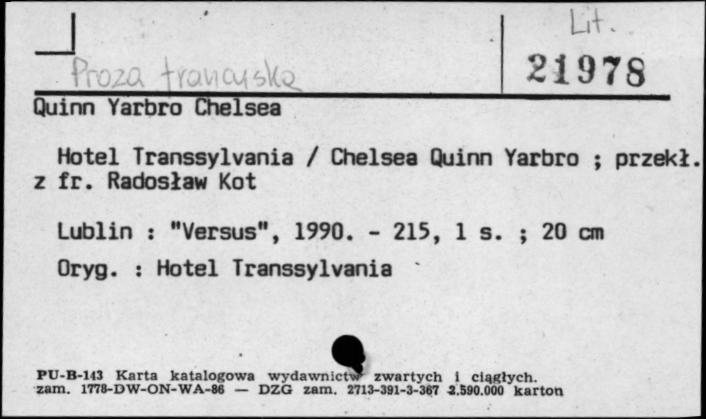 Lit.
Proza francuska
21978
Quinn Yarbro Chelsea
Hotel Transsylvania / Chelsea Quinn Yarbro ; przekł.
z fr. Radosław Kot
Lublin : "Versus", 1990. - 215, 1 s. ; 20 cm
Oryg. : Hotel Transsylvania
PU-B-143 Karta katalogowa wydawnictw zwartych i ciągłych.
zam. 1778-DW-ON-WA-86 — DZG zam. 2713-391-3-367 2.590.000 karton